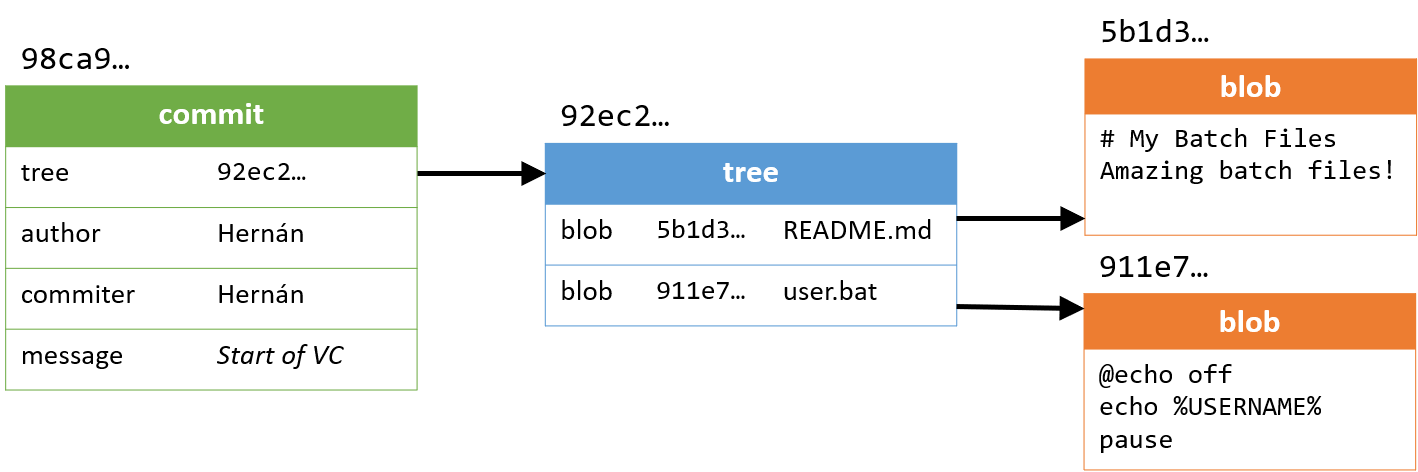 98ca9…
commit
tree 92ec2…
author Hernán
commiter Hernán
message Start of VC
92ec2…
tree
blob 5b1d3… README.md
blob 911e7… user.bat
5b1d3…
blob
# My Batch Files
Amazing batch files!
911e7…
blob
@echo off
echo %USERNAME%
pause